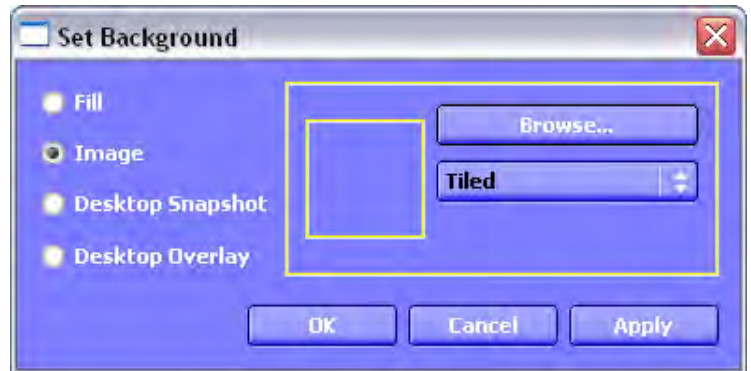 Set Background
Fill
Image
Desktop Snapshot
Desktop Overlay
Browse...
Tiled
OK
Cancel
Apply